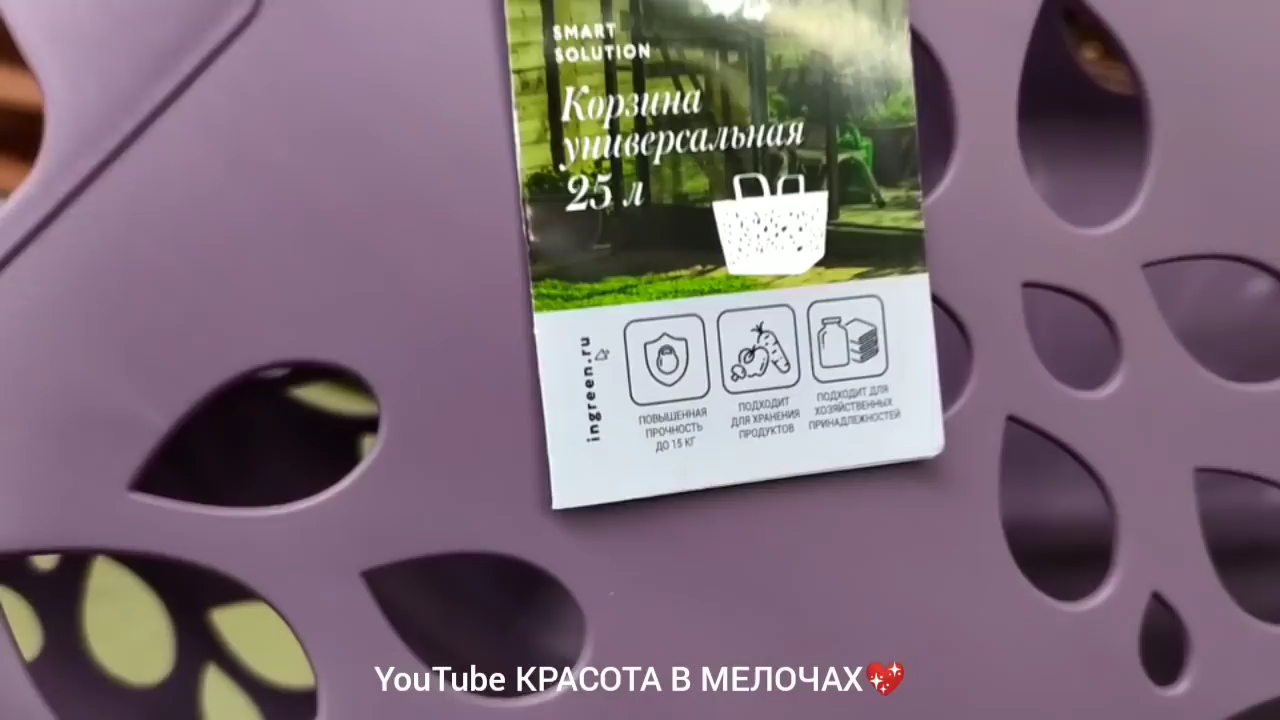 SMART
SOLUTION
Корзина
универсальная
25 л
ingreen.ru
ПОВЫШЕННАЯ
ПРОЧНОСТЬ
ДО 15 КГ
ПОДХОДИТ
ДЛЯ ХРАНЕНИЯ
ПРОДУКТОВ
ПОДХОДИТ ДЛЯ
ХОЗЯЙСТВЕННЫХ
ПРИНАДЛЕЖНОСТЕЙ
YouTube КРАСОТА В МЕЛОЧАХ💖